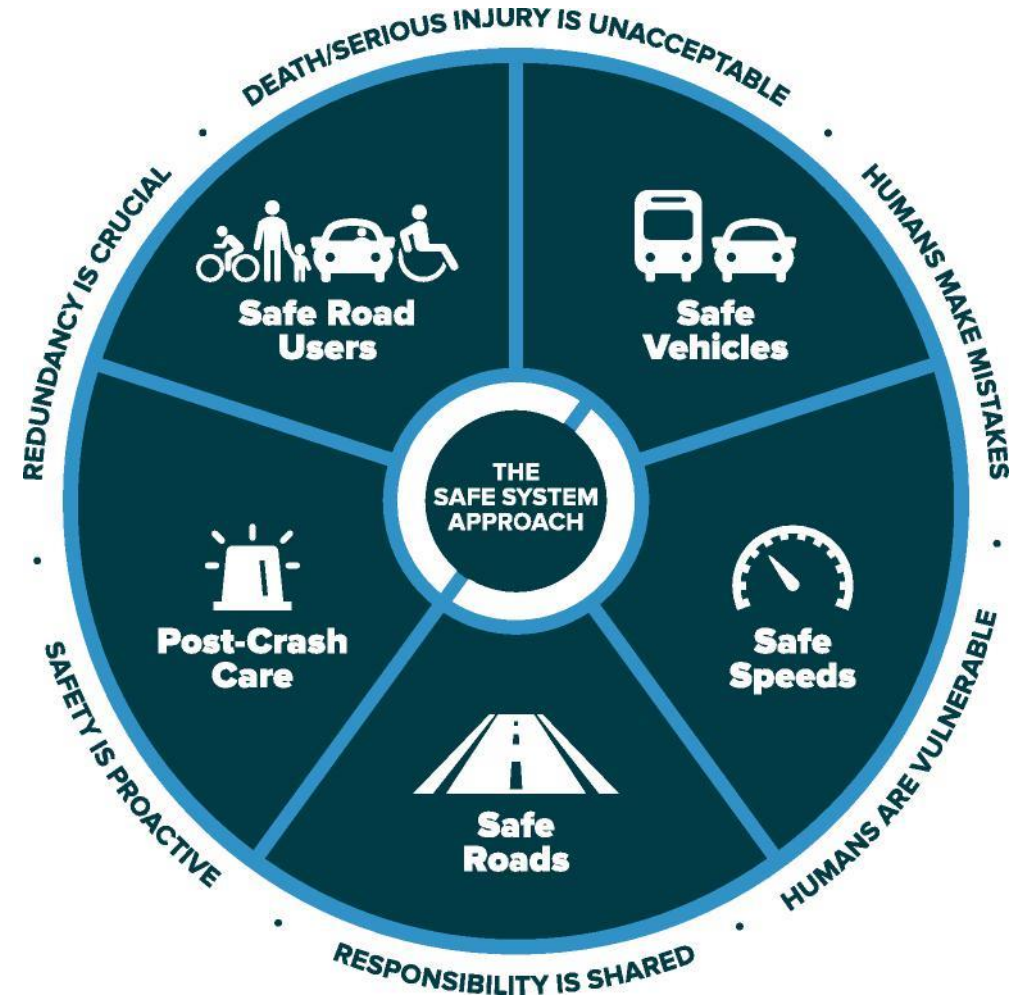 DEATH/SERIOUS INJURY IS UNACCEPTABLE
HUMANS MAKE MISTAKES
HUMANS ARE VULNERABLE
RESPONSIBILITY IS SHARED
SAFETY IS PROACTIVE
REDUNDANCY IS CRUCIAL
Safe Road
Users
Safe
Vehicles
Safe
Speeds
Safe
Roads
Post-Crash
Care
THE
SAFE SYSTEM
APPROACH